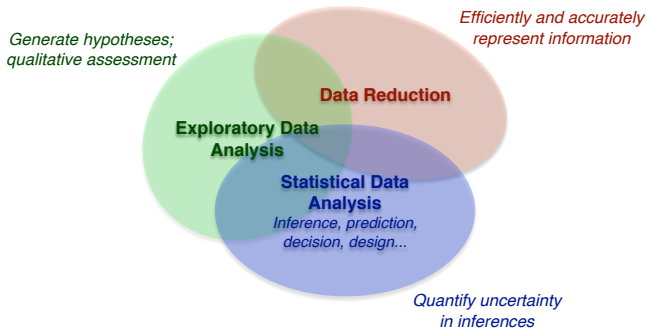 Efficiently and accurately
represent information
Generate hypotheses;
qualitative assessment
Data Reduction
Exploratory Data
Analysis
Statistical Data
Analysis
Inference, prediction,
decision, design...
Quantify uncertainty
in inferences